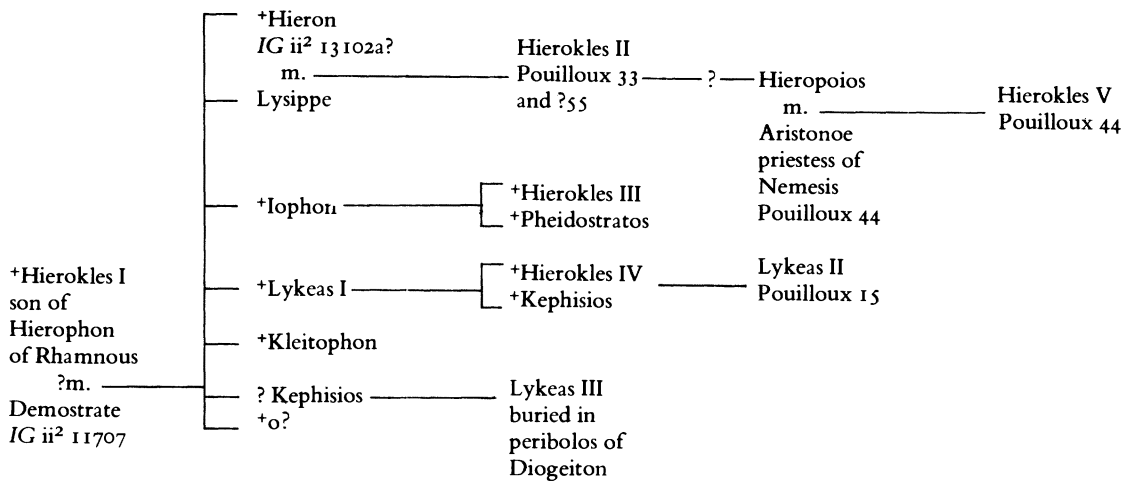 +Hieron
IG ii² 13102a?
m.
Lysippe
Hierokles II
Pouilloux 33
and ?55
?
Hieropoios
m.
Aristonoe
priestess of
Nemesis
Pouilloux 44
Hierokles V
Pouilloux 44
+Iophon
+Hierokles III
+Pheidostratos
+Hierokles I
son of
Hierophon
of Rhamnous
?m.
Demostrate
IG ii² 11707
+Lykeas I
+Hierokles IV
+Kephisios
Lykeas II
Pouilloux 15
+Kleitophon
? Kephisios
+o?
Lykeas III
buried in
peribolos of
Diogeiton